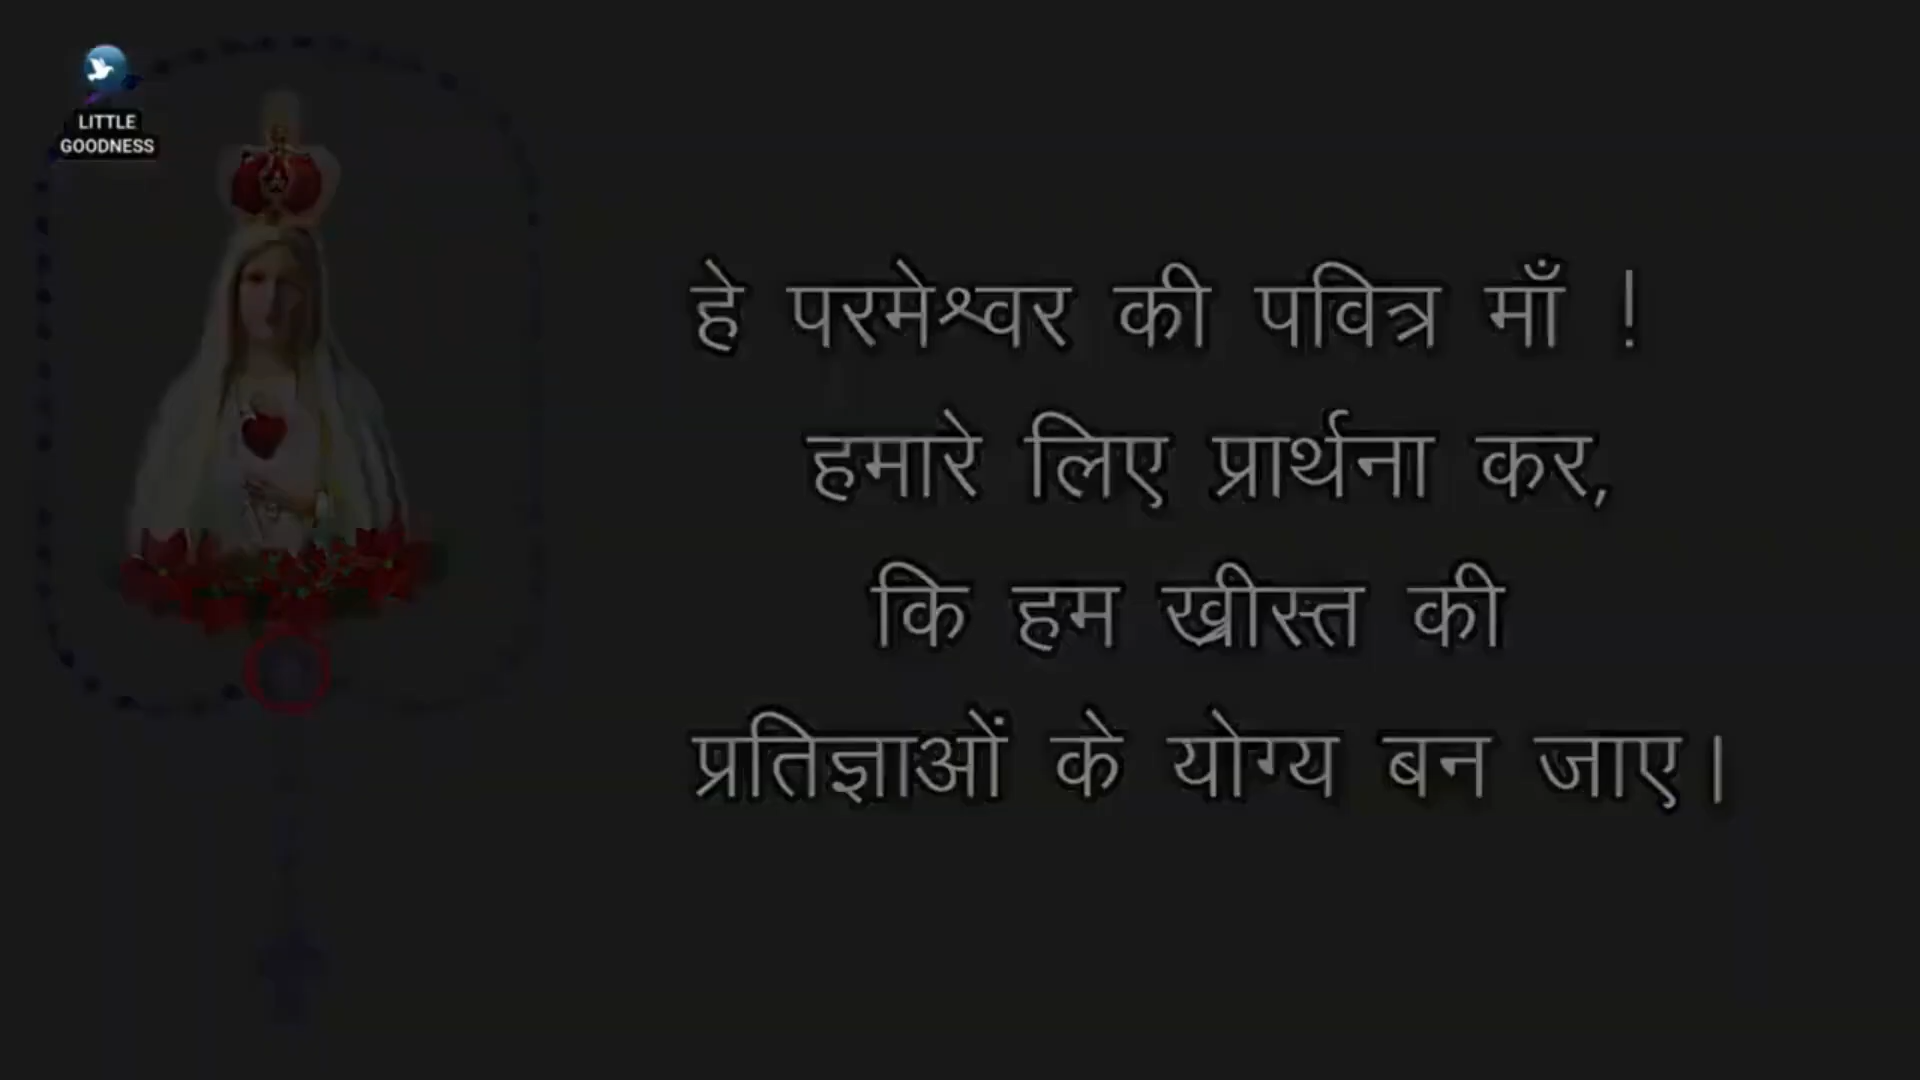 LITTLE
GOODNESS
हे परमेश्वर की पवित्र माँ !
हमारे लिए प्रार्थना कर,
कि हम ख्रीस्त की
प्रतिज्ञाओं के योग्य बन जाए।